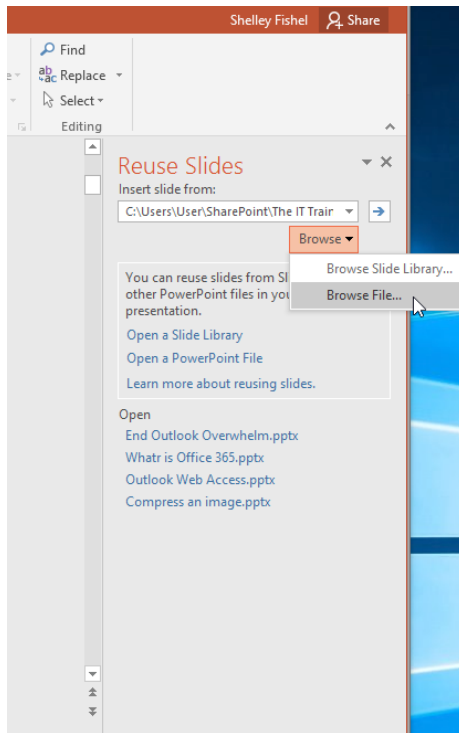 Shelley Fishel Share
Find
Replace
Select
Editing
Reuse Slides
Insert slide from:
C:\Users\User\SharePoint\The IT Train
Browse
Browse Slide Library...
Browse File...
You can reuse slides from
other PowerPoint files in
presentation.
Open a Slide Library
Open a PowerPoint File
Learn more about reusing slides.
Open
End Outlook Overwhelm.pptx
Whatr is Office 365.pptx
Outlook Web Access.pptx
Compress an image.pptx